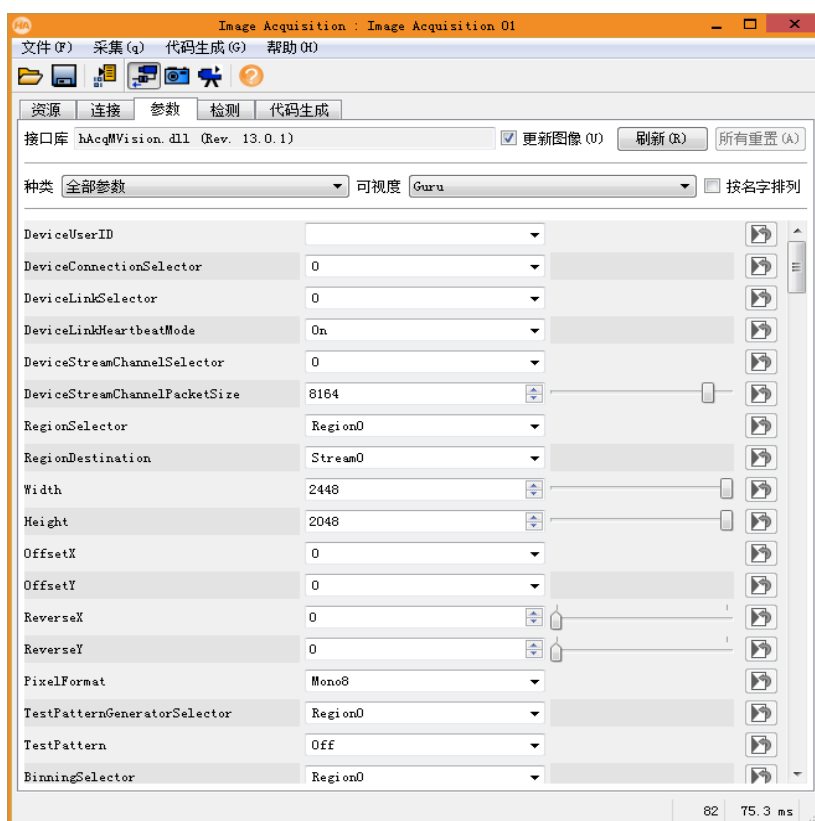 HA Image Acquisition : Image Acquisition 01
文件(F) 采集(q) 代码生成(G) 帮助(H)
资源 连接 参数 检测 代码生成
接口库 hAcqMVision.dll (Rev. 13.0.1) 更新图像(U) 刷新(R) 所有重置(A)
种类 全部参数 可视度 Guru 按名字排列
DeviceUserID
DeviceConnectionSelector 0
DeviceLinkSelector 0
DeviceLinkHeartbeatMode On
DeviceStreamChannelSelector 0
DeviceStreamChannelPacketSize 8164
RegionSelector Region0
RegionDestination Stream0
Width 2448
Height 2048
OffsetX 0
OffsetY 0
ReverseX 0
ReverseY 0
PixelFormat Mono8
TestPatternGeneratorSelector Region0
TestPattern Off
BinningSelector Region0
82 75.3 ms